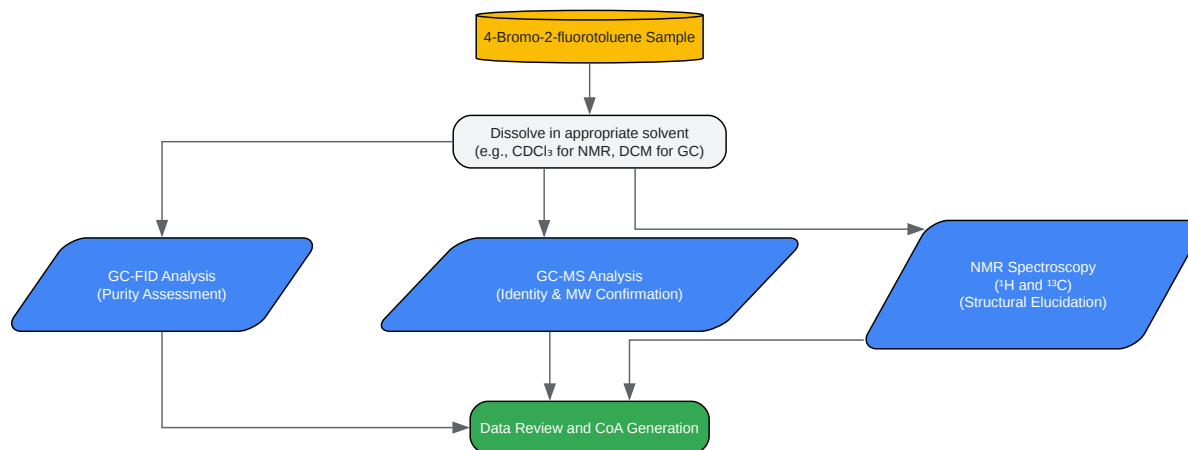 4-Bromo-2-fluorotoluene Sample
Dissolve in appropriate solvent
(e.g., CDCl₃ for NMR, DCM for GC)
GC-FID Analysis
(Purity Assessment)
GC-MS Analysis
(Identity & MW Confirmation)
NMR Spectroscopy
(¹H and ¹³C)
(Structural Elucidation)
Data Review and CoA Generation